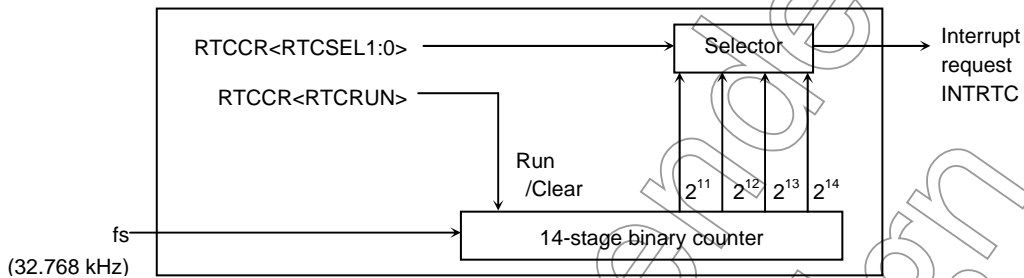 RTCCR<RTCSEL1:0>
Selector
Interrupt
request
INTRTC
RTCCR<RTCRUN>
Run
/Clear
2¹¹ 2¹² 2¹³ 2¹⁴
fs
(32.768 kHz)
14-stage binary counter